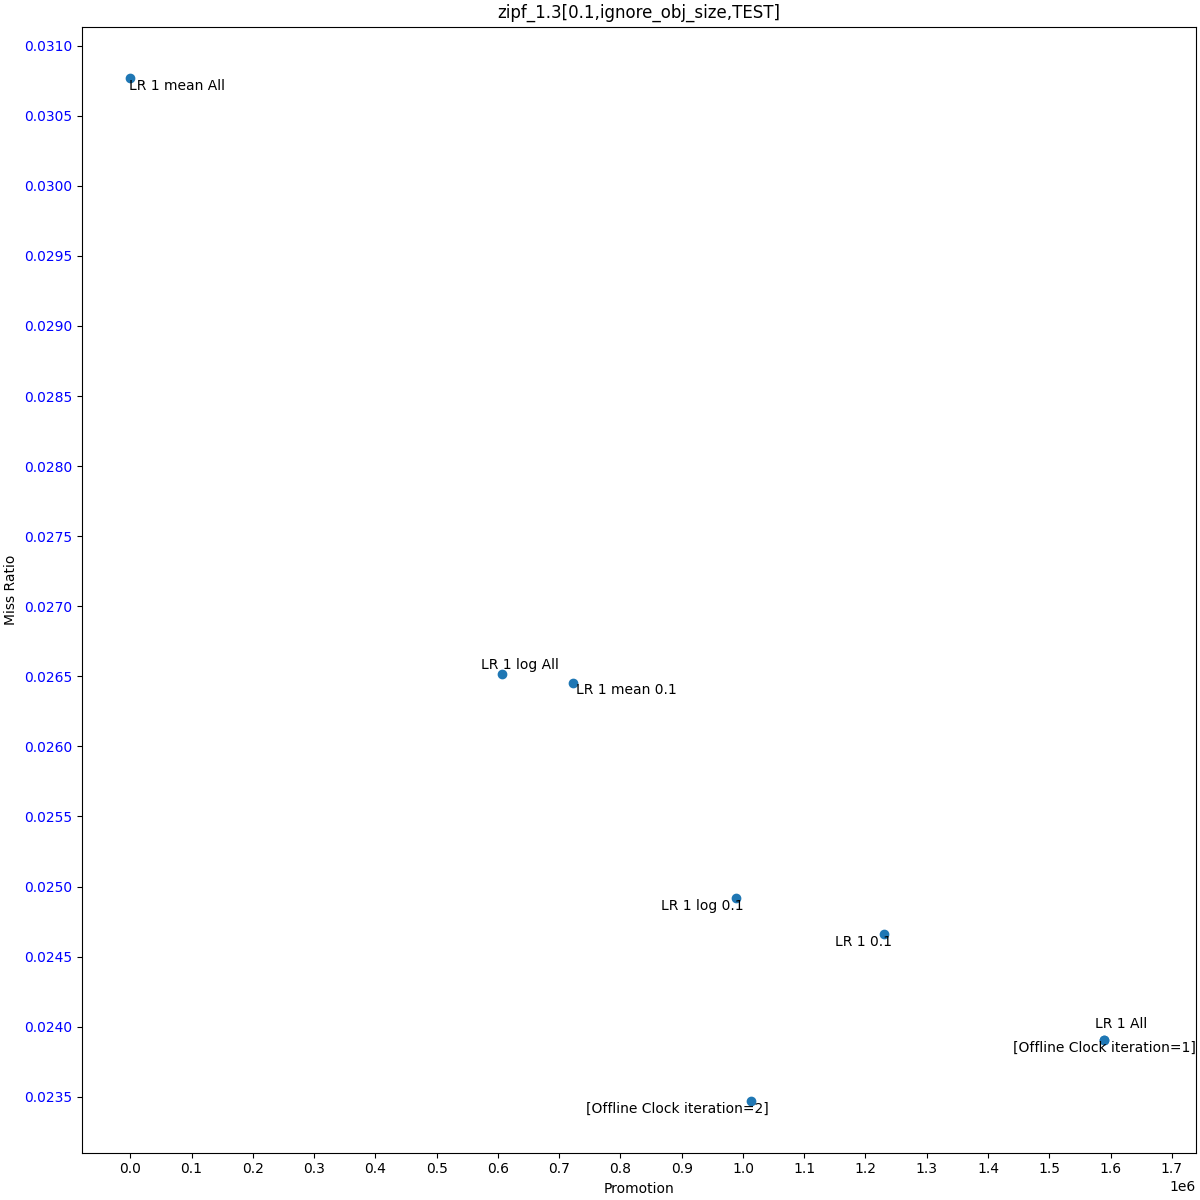 zipf_1.3[0.1,ignore_obj_size,TEST]
0.0310
LR 1 mean All
0.0305
0.0300
0.0295
0.0290
0.0285
0.0280
0.0275
0.0270
Miss Ratio
LR 1 log All
0.0265
LR 1 mean 0.1
0.0260
0.0255
0.0250
LR 1 log 0.1
LR 1 0.1
0.0245
LR 1 All
0.0240
[Offline Clock iteration=1]
0.0235
[Offline Clock iteration=2]
0.0 0.1 0.2 0.3 0.4 0.5 0.6 0.7 0.8 0.9 1.0 1.1 1.2 1.3 1.4 1.5 1.6 1.7
1e6
Promotion